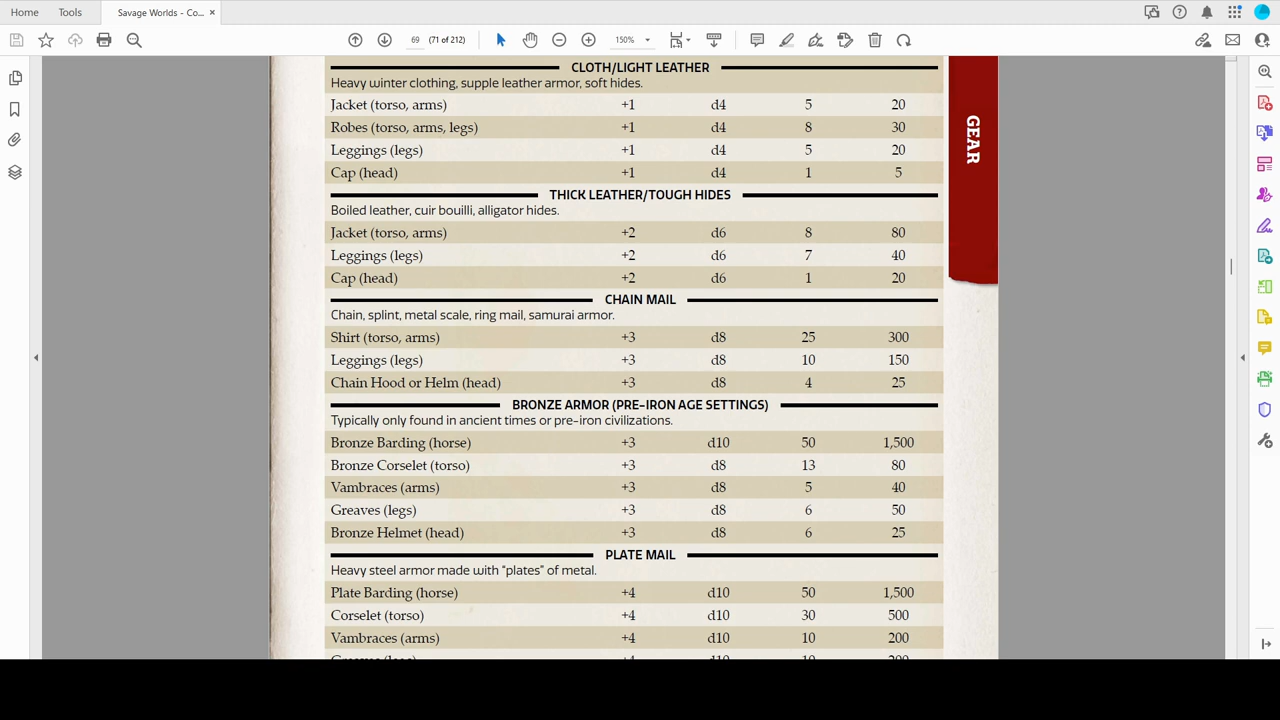 Home
Tools
Savage Worlds - Co... ×
69 (71 of 212)
150%
CLOTH/LIGHT LEATHER
Heavy winter clothing, supple leather armor, soft hides.
Jacket (torso, arms) +1 d4 5 20
Robes (torso, arms, legs) +1 d4 8 30
Leggings (legs) +1 d4 5 20
Cap (head) +1 d4 1 5
THICK LEATHER/TOUGH HIDES
Boiled leather, cuir bouilli, alligator hides.
Jacket (torso, arms) +2 d6 8 80
Leggings (legs) +2 d6 7 40
Cap (head) +2 d6 1 20
CHAIN MAIL
Chain, splint, metal scale, ring mail, samurai armor.
Shirt (torso, arms) +3 d8 25 300
Leggings (legs) +3 d8 10 150
Chain Hood or Helm (head) +3 d8 4 25
BRONZE ARMOR (PRE-IRON AGE SETTINGS)
Typically only found in ancient times or pre-iron civilizations.
Bronze Barding (horse) +3 d10 50 1,500
Bronze Corselet (torso) +3 d8 13 80
Vambraces (arms) +3 d8 5 40
Greaves (legs) +3 d8 6 50
Bronze Helmet (head) +3 d8 6 25
PLATE MAIL
Heavy steel armor made with "plates" of metal.
Plate Barding (horse) +4 d10 50 1,500
Corselet (torso) +4 d10 30 500
Vambraces (arms) +4 d10 10 200
GEAR